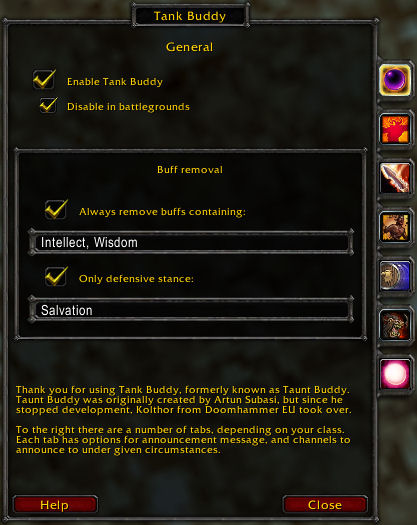 Tank Buddy
General
Enable Tank Buddy
Disable in battlegrounds
Buff removal
Always remove buffs containing:
Intellect, Wisdom
Only defensive stance:
Salvation
Thank you for using Tank Buddy, formerly known as Taunt Buddy.
Taunt Buddy was originally created by Artun Subasi, but since he
stopped development, Kolthor from Doomhammer EU took over.
To the right there are a number of tabs, depending on your class.
Each tab has options for announcement message, and channels to
announce to under given circumstances.
Help
Close